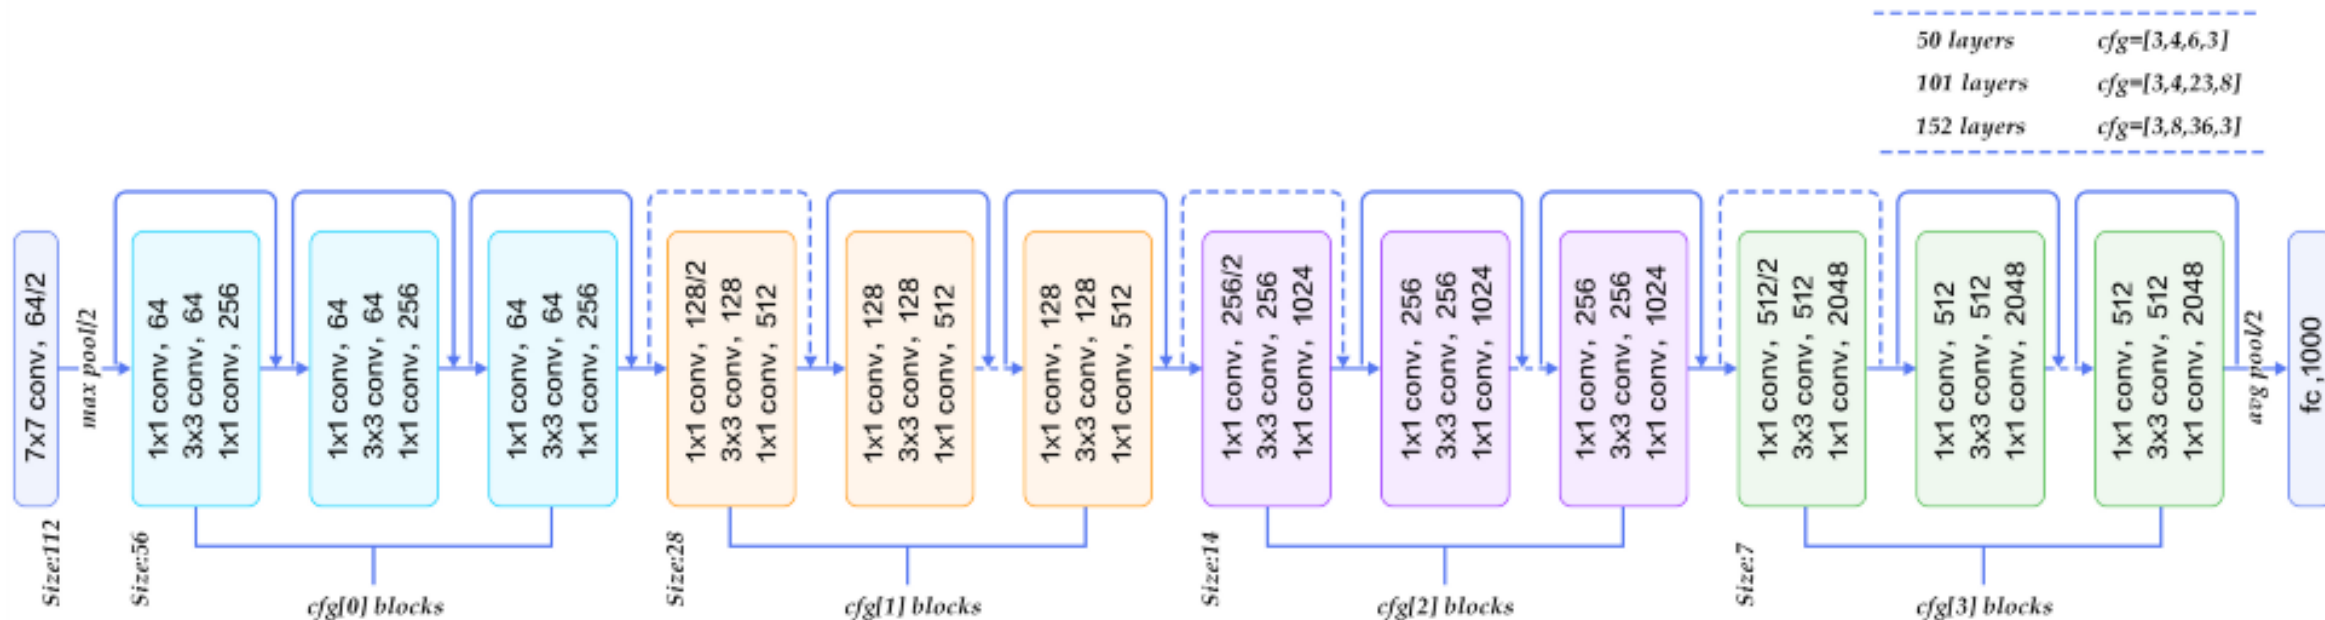 50 layers cfg=[3,4,6,3]
101 layers cfg=[3,4,23,8]
152 layers cfg=[3,8,36,3]
7x7 conv, 64/2
max pool/2
1x1 conv, 64
3x3 conv, 64
1x1 conv, 256
1x1 conv, 64
3x3 conv, 64
1x1 conv, 256
1x1 conv, 64
3x3 conv, 64
1x1 conv, 256
1x1 conv, 128/2
3x3 conv, 128
1x1 conv, 512
1x1 conv, 128
3x3 conv, 128
1x1 conv, 512
1x1 conv, 128
3x3 conv, 128
1x1 conv, 512
1x1 conv, 256/2
3x3 conv, 256
1x1 conv, 1024
1x1 conv, 256
3x3 conv, 256
1x1 conv, 1024
1x1 conv, 256
3x3 conv, 256
1x1 conv, 1024
1x1 conv, 512/2
3x3 conv, 512
1x1 conv, 2048
1x1 conv, 512
3x3 conv, 512
1x1 conv, 2048
1x1 conv, 512
3x3 conv, 512
1x1 conv, 2048
avg pool/2
fc ,1000
Size:112
Size:56
cfg[0] blocks
Size:28
cfg[1] blocks
Size:14
cfg[2] blocks
Size:7
cfg[3] blocks